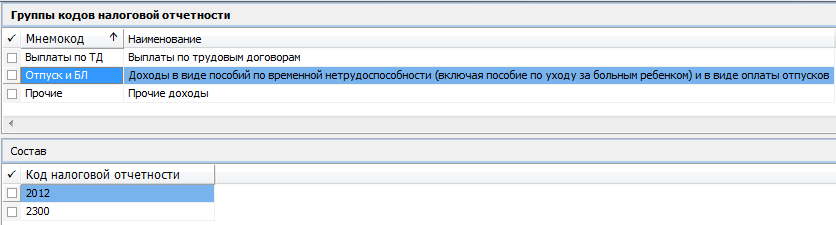 Группы кодов налоговой отчетности
Мнемокод Наименование
Выплаты по ТД Выплаты по трудовым договорам
Отпуск и БЛ Доходы в виде пособий по временной нетрудоспособности (включая пособие по уходу за больным ребенком) и в виде оплаты отпусков
Прочие Прочие доходы
Состав
Код налоговой отчетности
2012
2300